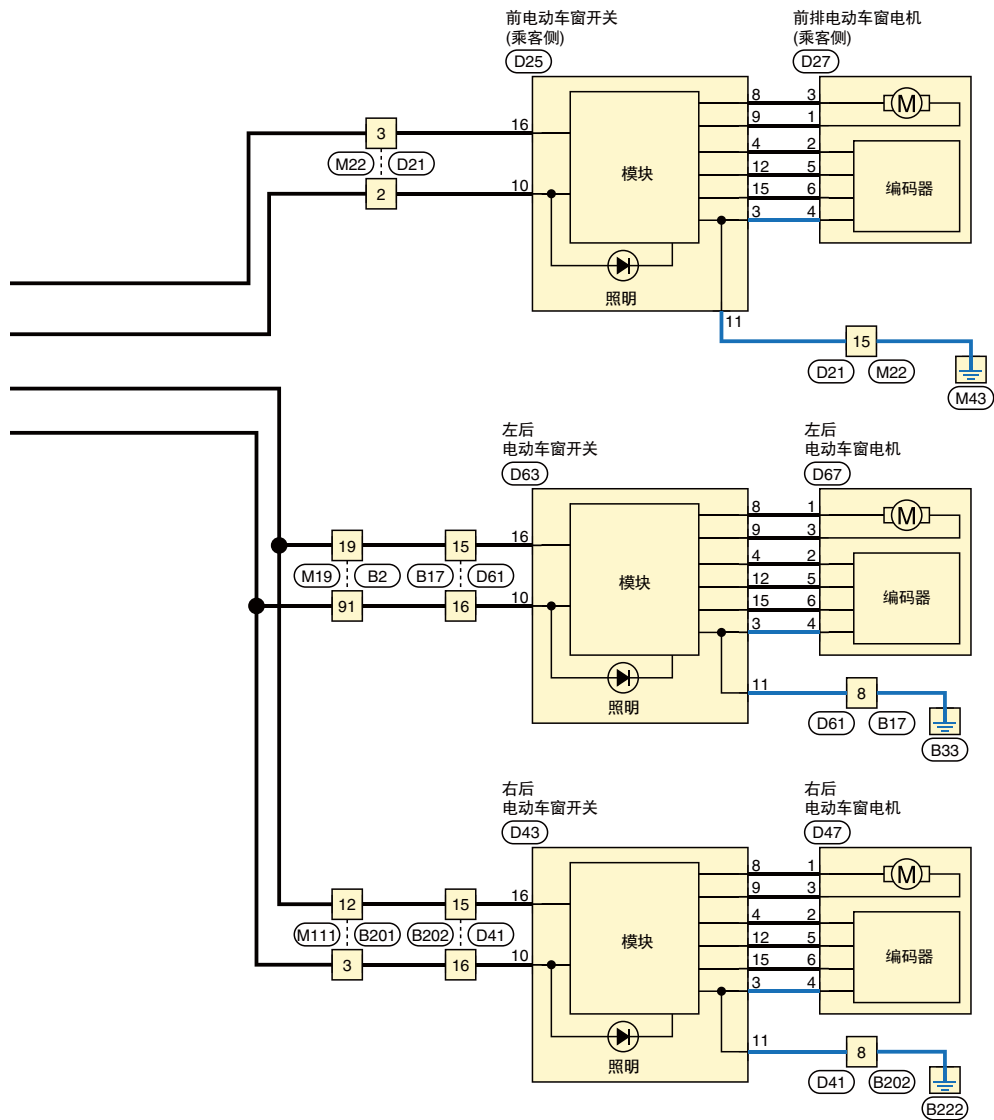 前电动车窗开关
(乘客侧)
D25
前排电动车窗电机
(乘客侧)
D27
16
3
M22
D21
2
10
模块
照明
8
3
9
1
4
2
12
5
15
6
3
4
M
编码器
11
15
D21
M22
M43
左后
电动车窗开关
D63
左后
电动车窗电机
D67
19
15
16
M19
B2
B17
D61
91
16
10
模块
照明
8
1
9
3
4
2
12
5
15
6
3
4
M
编码器
11
8
D61
B17
B33
右后
电动车窗开关
D43
右后
电动车窗电机
D47
12
15
16
M111
B201
B202
D41
3
16
10
模块
照明
8
1
9
3
4
2
12
5
15
6
3
4
M
编码器
11
8
D41
B202
B222